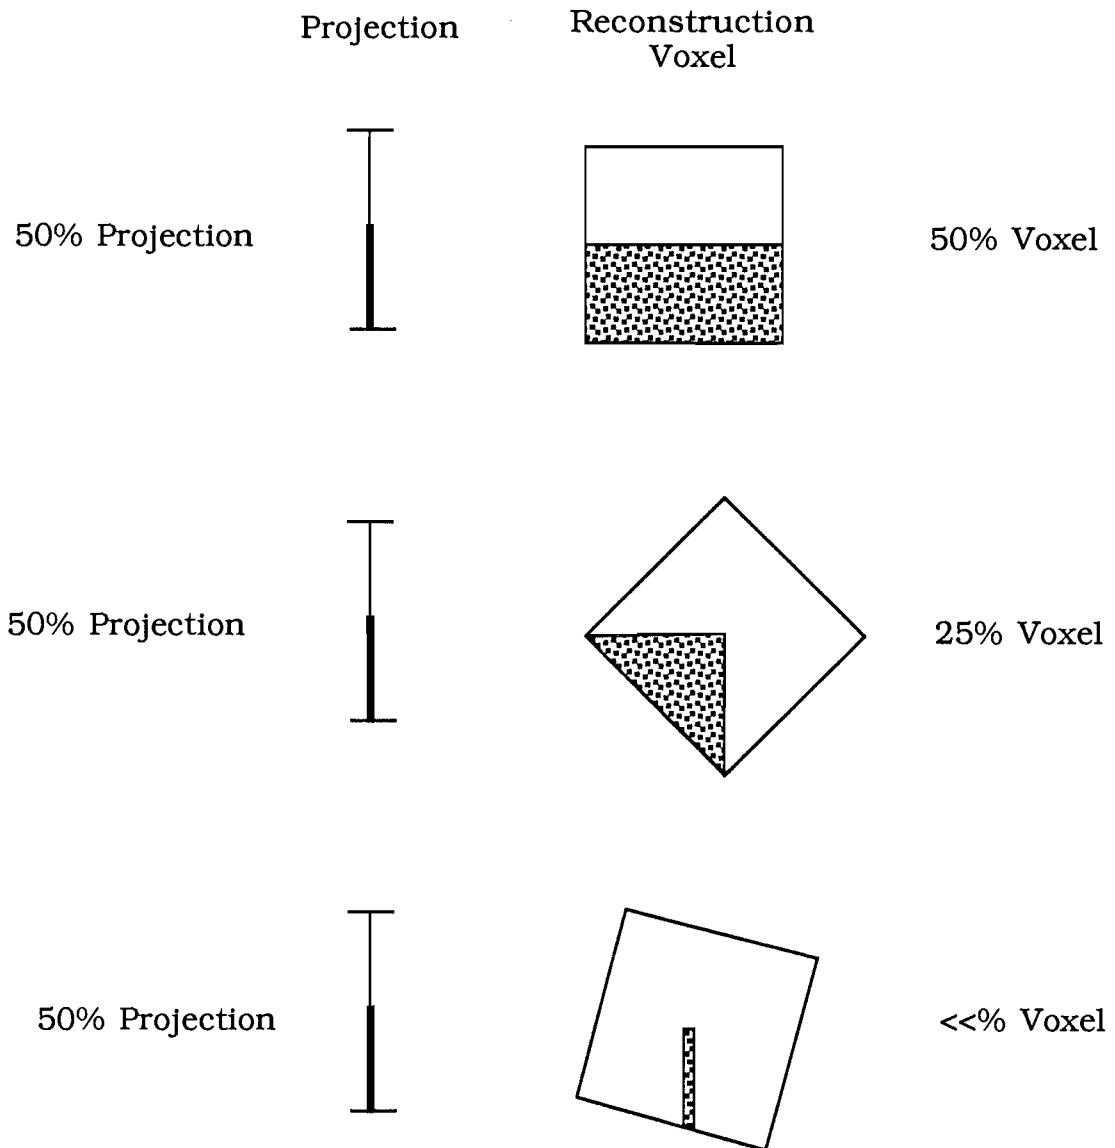 Projection
Reconstruction
Voxel
50% Projection
50% Voxel
50% Projection
25% Voxel
50% Projection
<<% Voxel